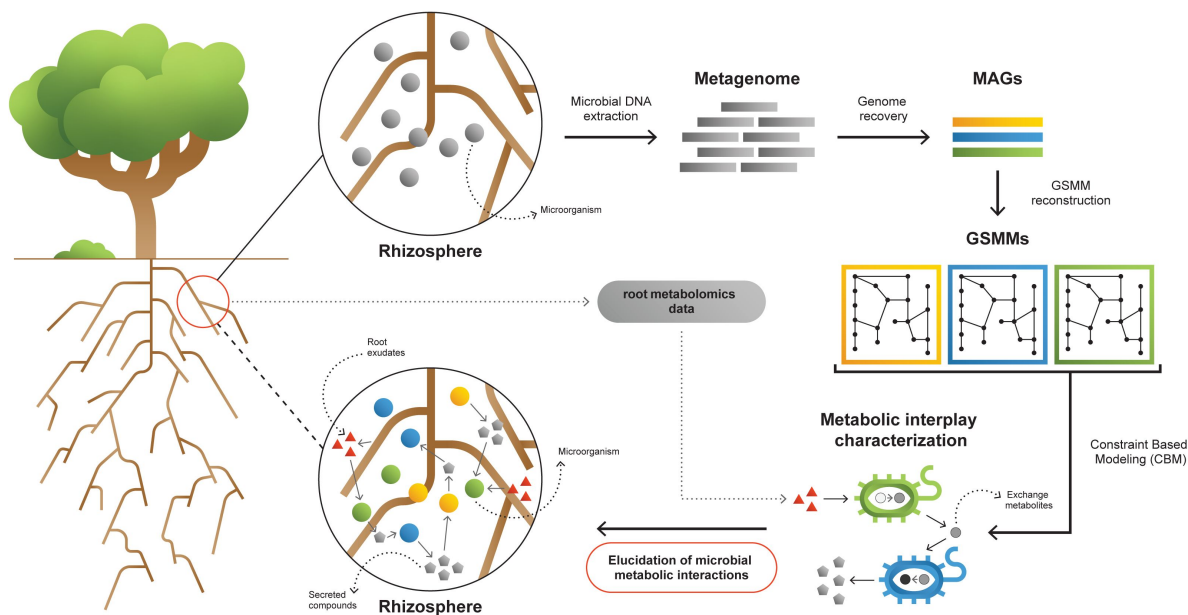 Microbial DNA
extraction
Metagenome
Genome
recovery
MAGs
Microorganism
Rhizosphere
GSMM
reconstruction
GSMMs
root metabolomics
data
Root
exudates
Microorganism
Secreted
compounds
Rhizosphere
Metabolic interplay
characterization
Constraint Based
Modeling (CBM)
Exchange
metabolites
Elucidation of microbial
metabolic interactions